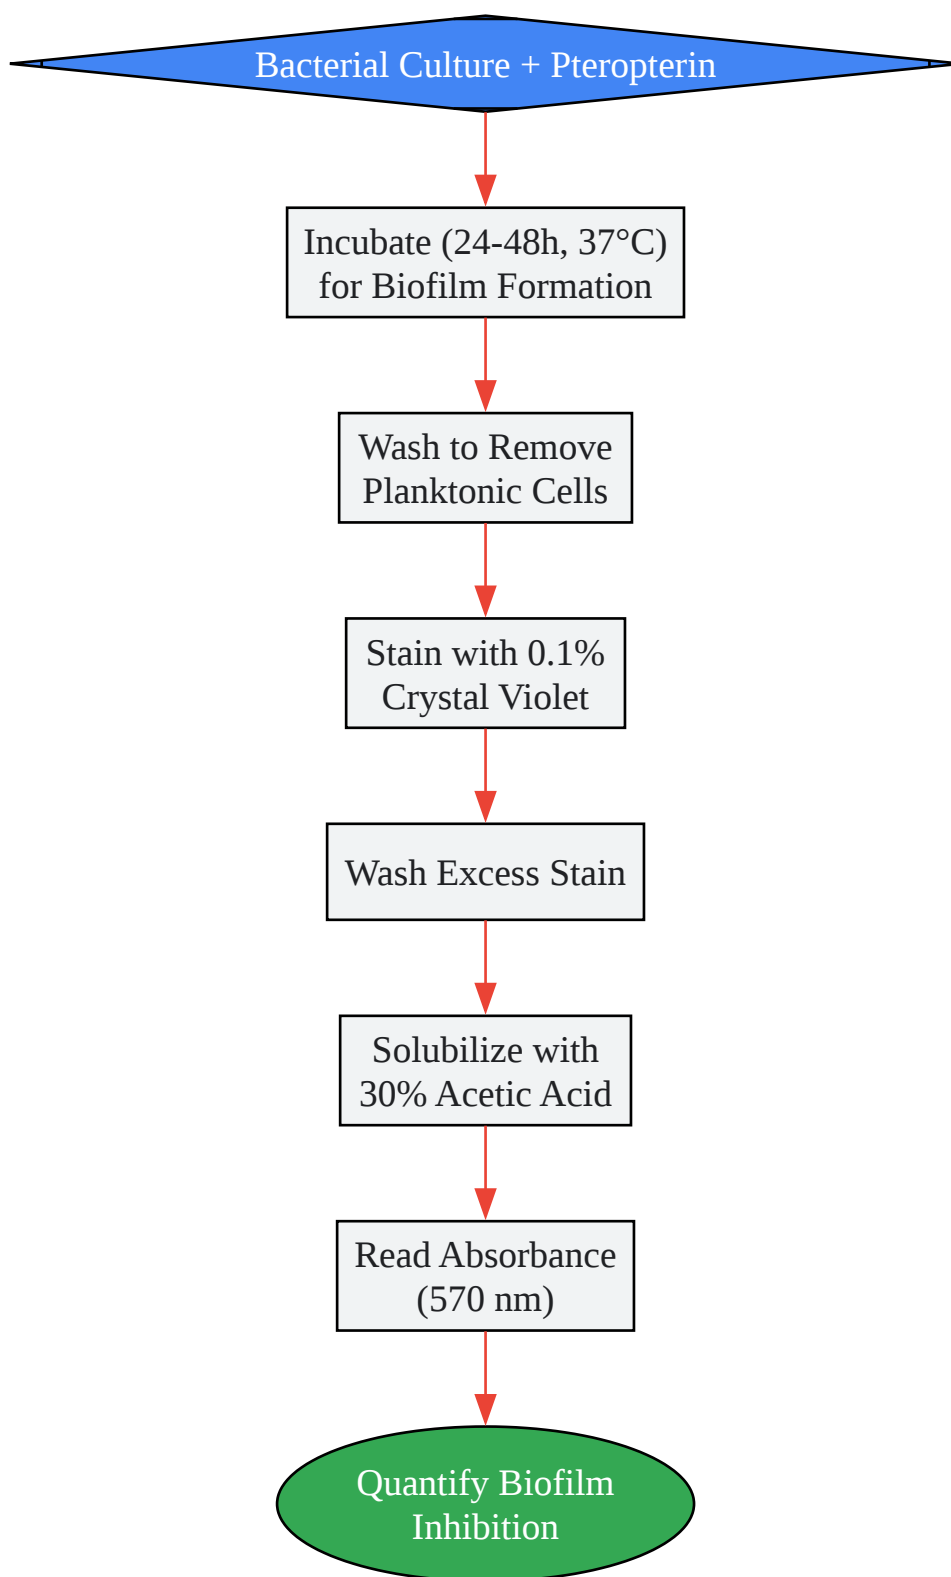 Bacterial Culture + Pteropterin
Incubate (24-48h, 37°C)
for Biofilm Formation
Wash to Remove
Planktonic Cells
Stain with 0.1%
Crystal Violet
Wash Excess Stain
Solubilize with
30% Acetic Acid
Read Absorbance
(570 nm)
Quantify Biofilm
Inhibition